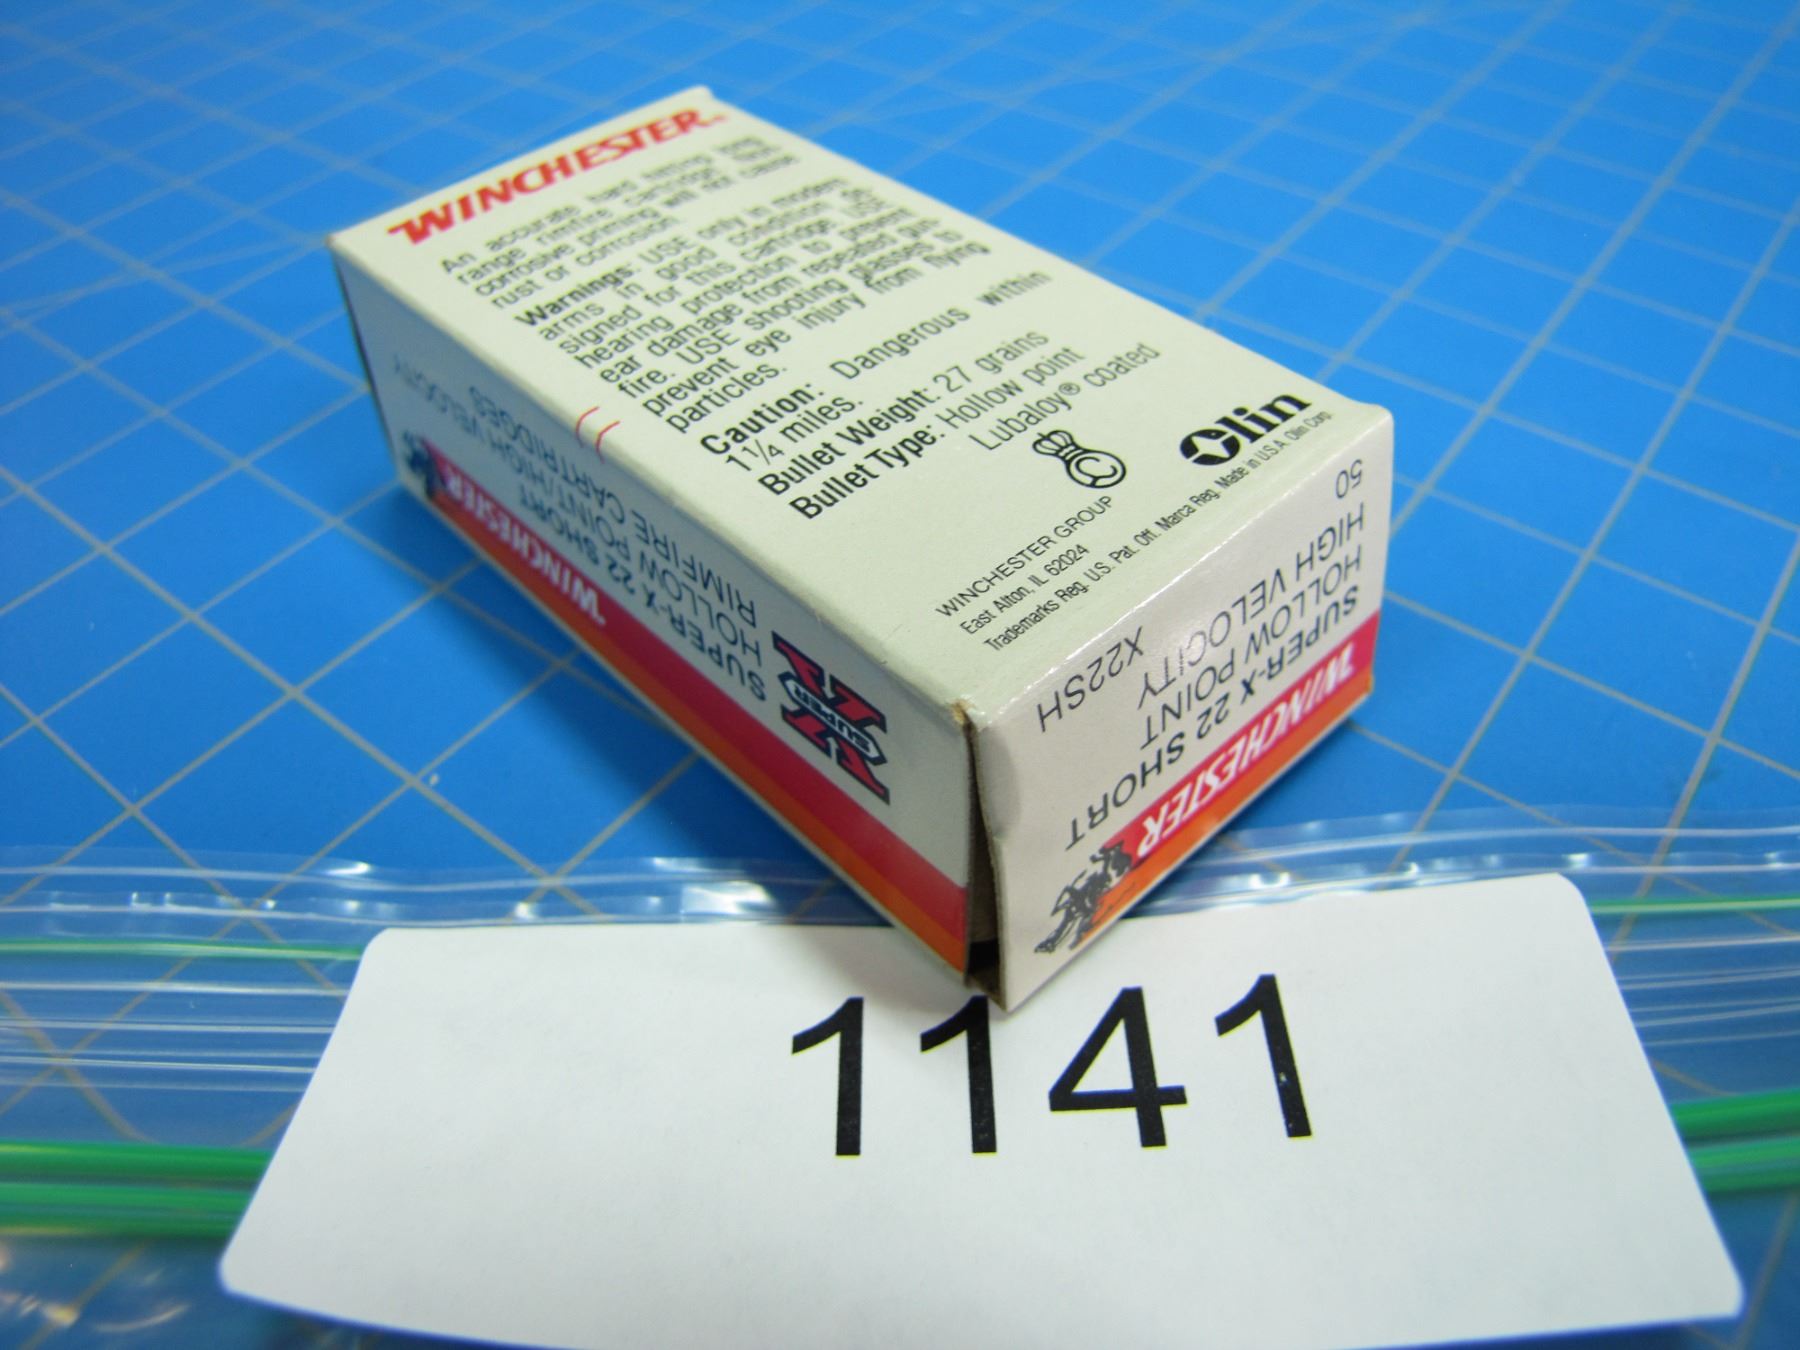 WINCHESTER
An accurate hard hitting long
range rimfire cartridge. Non-
corrosive priming will not cause
rust or corrosion.
Warnings: USE only in modern
arms in good condition de-
signed for this cartridge. USE
hearing protection to prevent
ear damage from repeated gun-
fire. USE shooting glasses to
prevent eye injury from flying
particles.
Caution: Dangerous within
1 1/4 miles.
Bullet Weight: 27 grains
Bullet Type: Hollow point
Lubaloy® coated
C
WINCHESTER GROUP
Olin
East Alton, IL 62024
Trademarks Reg. U.S. Pat. Off. Marca Reg. Made in U.S.A. Olin Corp.
WINCHESTER
SUPER-X 22 SHORT
HOLLOW POINT/HIGH VELOCITY
RIMFIRE CARTRIDGES
SUPER
X
WINCHESTER
SUPER-X 22 SHORT
HOLLOW POINT
HIGH VELOCITY
50
X22SH
1141